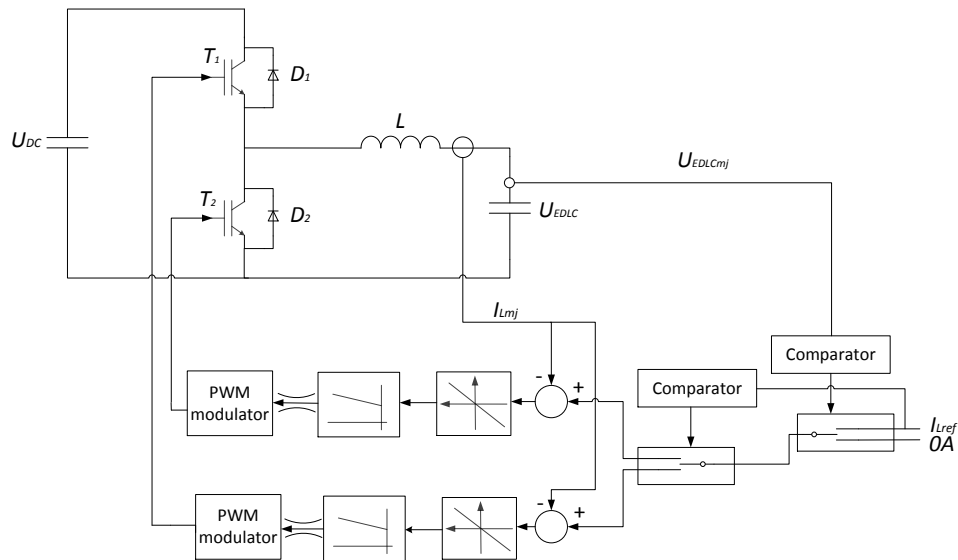 T1
D1
UDC
L
UEDLCmj
T2
D2
UEDLC
ILmj
Comparator
Comparator
PWM
modulator
-
+
ILref
0A
PWM
modulator
-
+